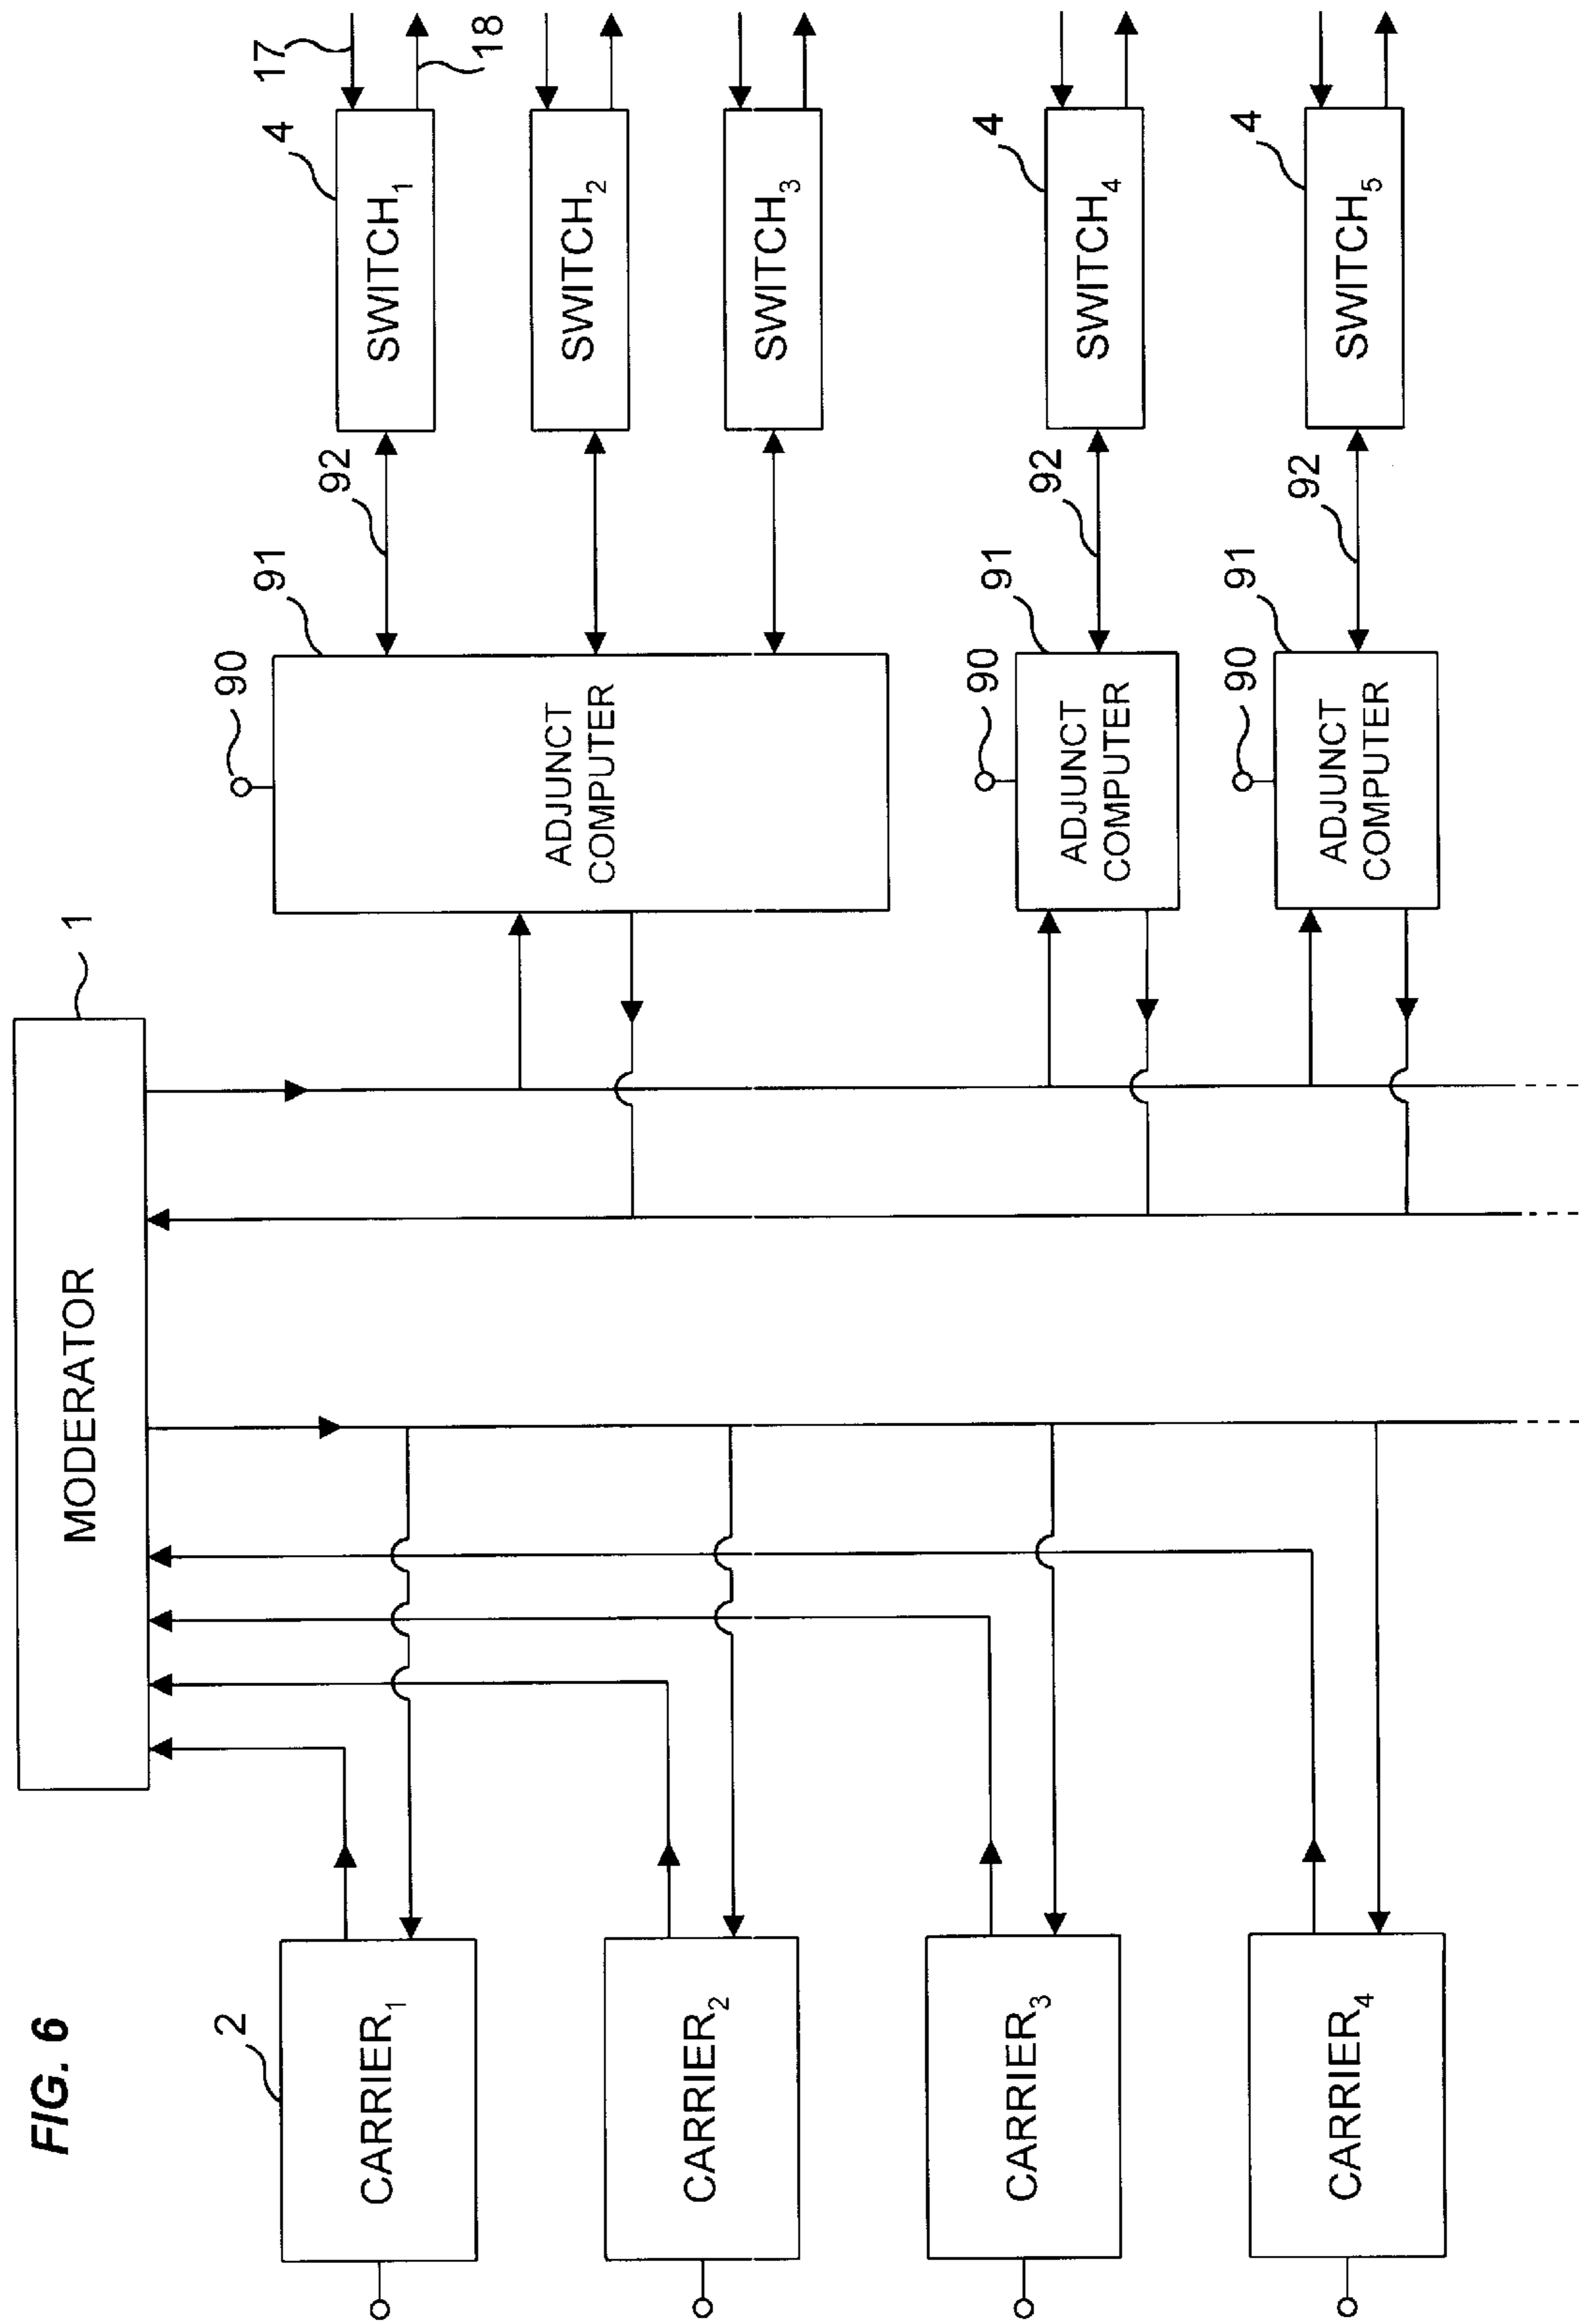 FIG. 6
MODERATOR
1
2
CARRIER1
CARRIER2
CARRIER3
CARRIER4
90
91
ADJUNCT
COMPUTER
92
4
SWITCH1
17
18
SWITCH2
SWITCH3
90
91
ADJUNCT
COMPUTER
92
4
SWITCH4
90
91
ADJUNCT
COMPUTER
92
4
SWITCH5